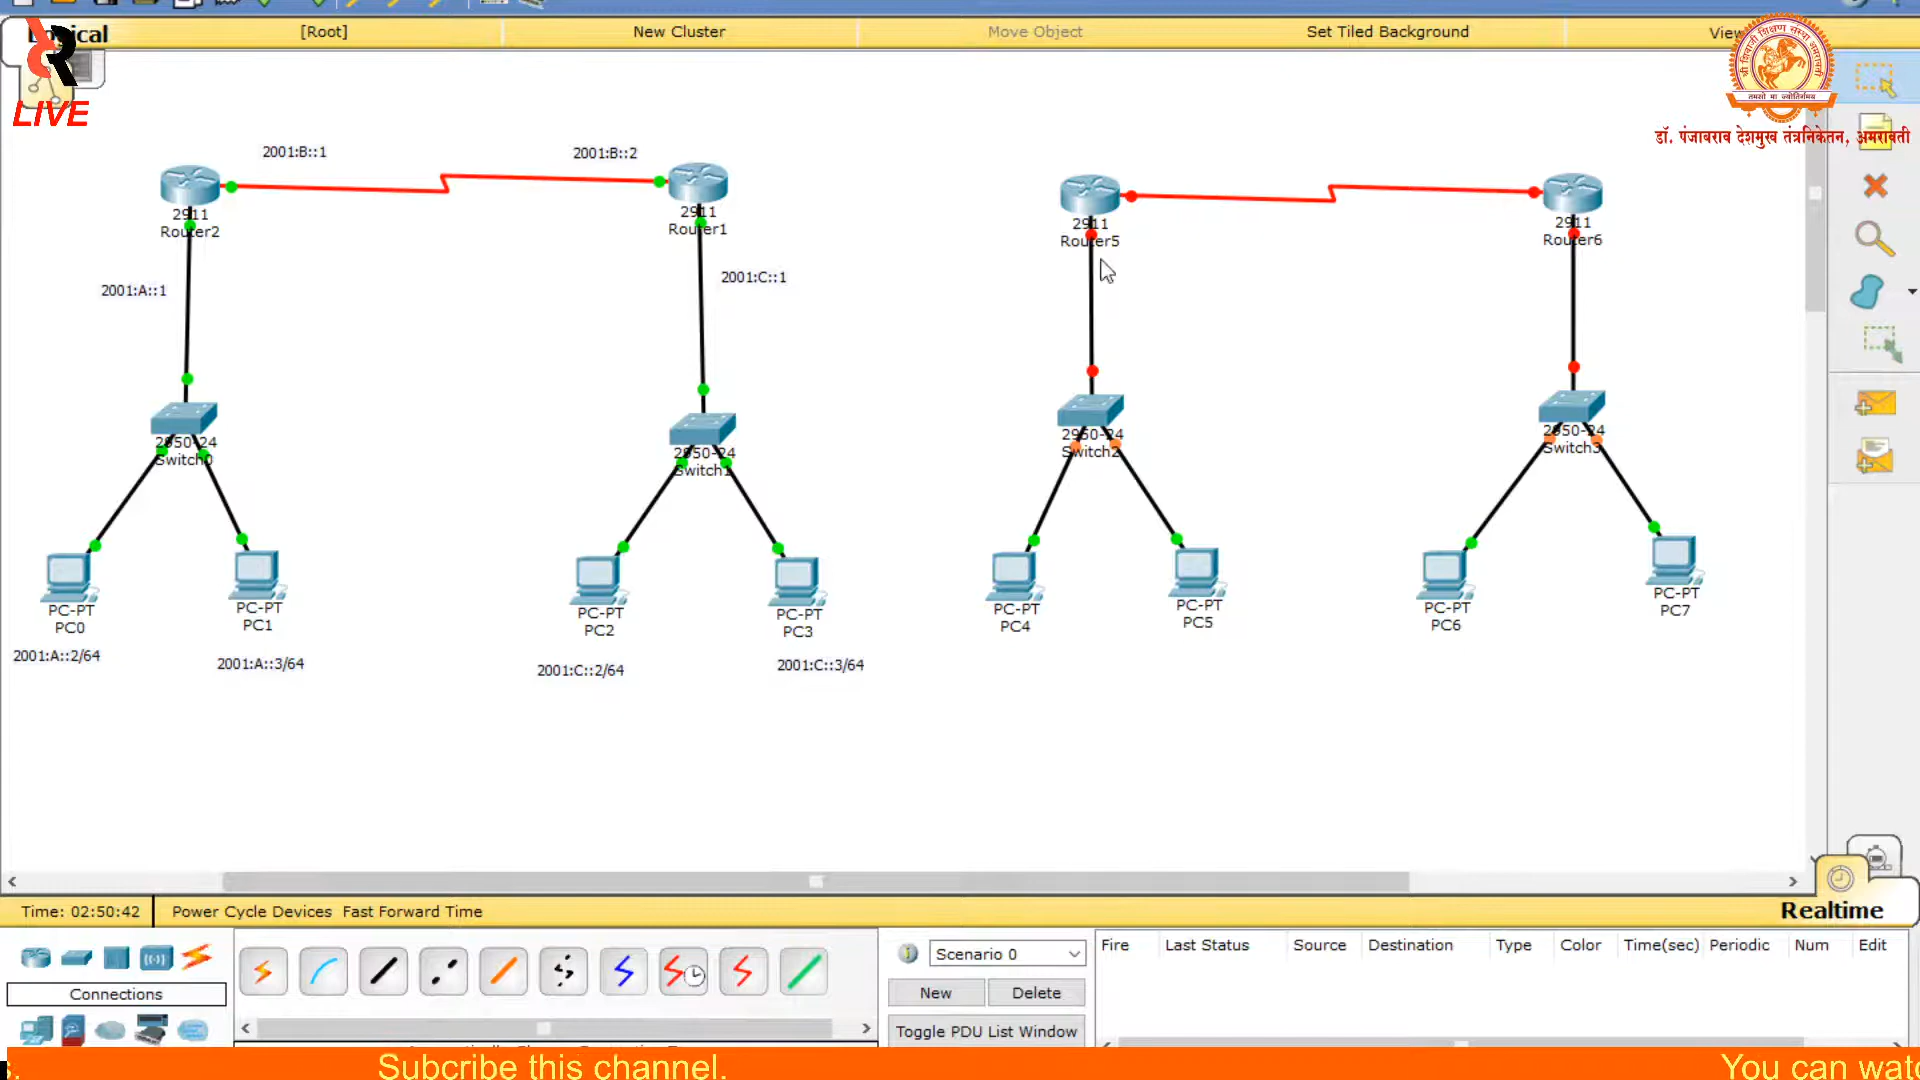 Logical
[Root]
New Cluster
Move Object
Set Tiled Background
LIVE
डॉ. पंजाबराव देशमुख तंत्रनिकेतन, अमरावती
2001:B::1
2001:B::2
2911
Router2
2911
Router1
2911
Router5
2911
Router6
2001:A::1
2001:C::1
2950-24
Switch0
2950-24
Switch1
2950-24
Switch2
2950-24
Switch3
PC-PT
PC0
PC-PT
PC1
PC-PT
PC2
PC-PT
PC3
PC-PT
PC4
PC-PT
PC5
PC-PT
PC6
PC-PT
PC7
2001:A::2/64
2001:A::3/64
2001:C::2/64
2001:C::3/64
Time: 02:50:42
Power Cycle Devices Fast Forward Time
Realtime
Connections
Scenario 0
New
Delete
Toggle PDU List Window
Fire Last Status Source Destination Type Color Time(sec) Periodic Num Edit
s. Subcribe this channel. You can wat